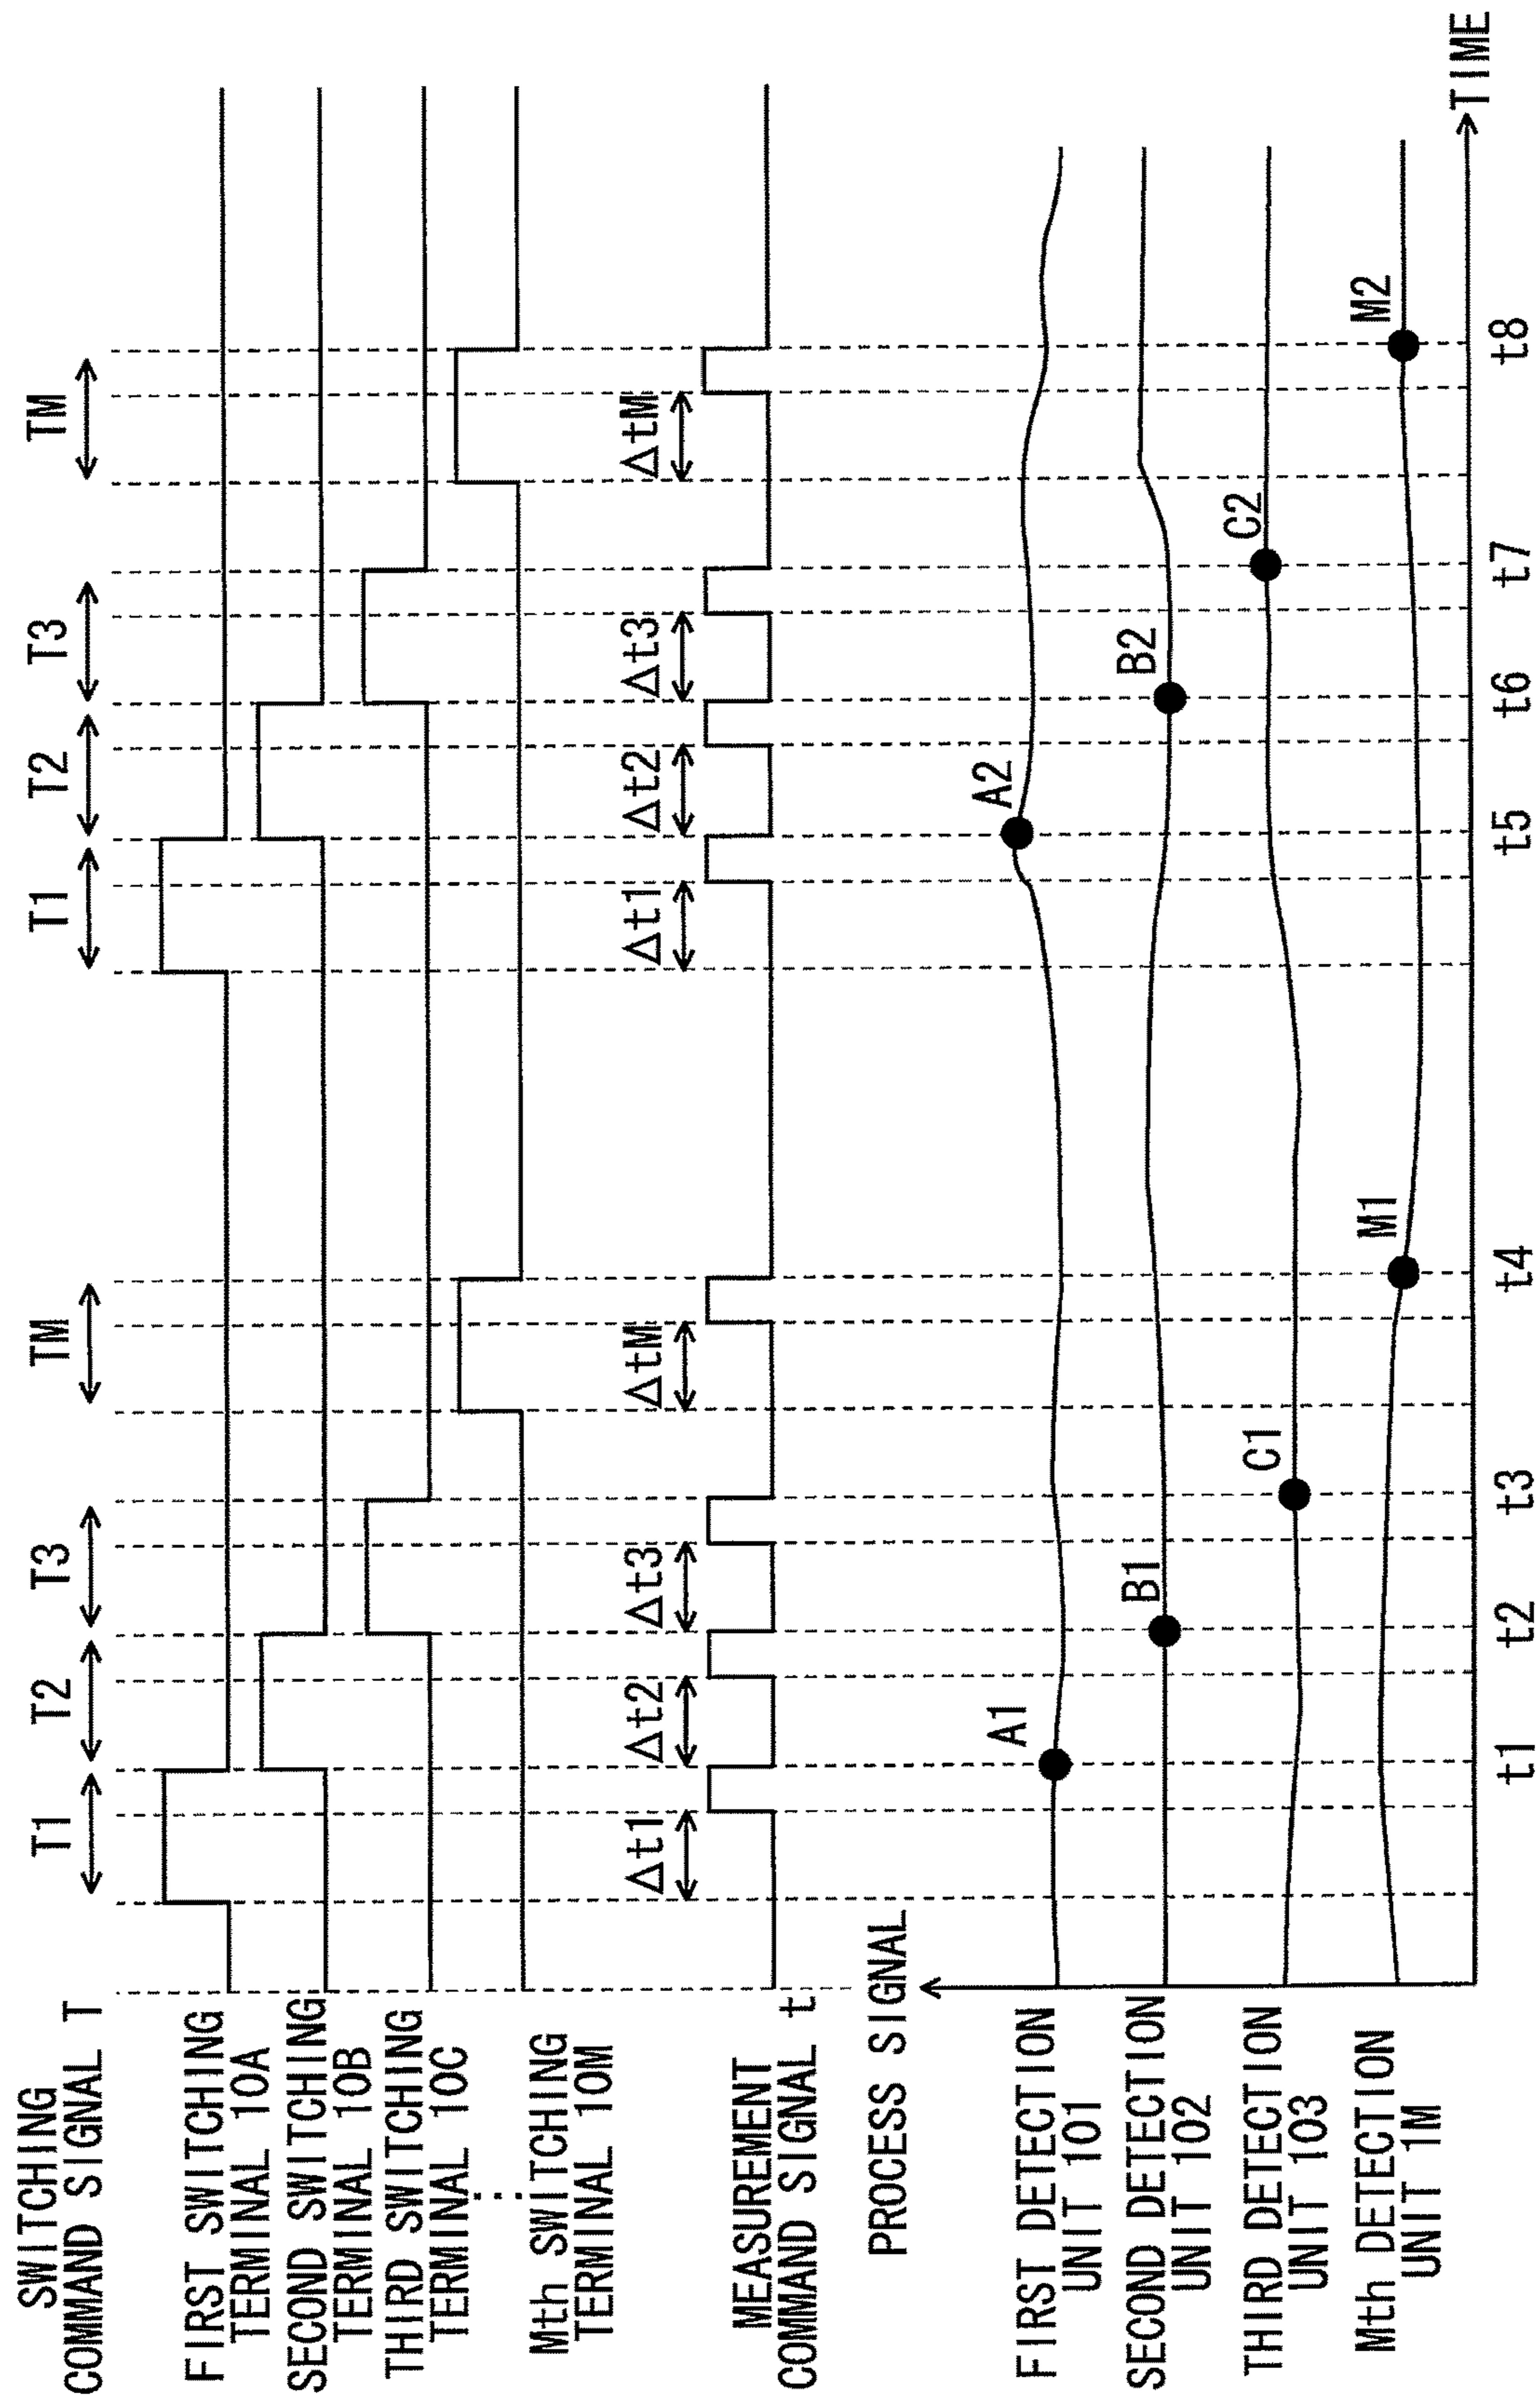 SWITCHING
COMMAND SIGNAL T
T1 T2 T3 TM T1 T2 T3 TM
FIRST SWITCHING
TERMINAL 10A
SECOND SWITCHING
TERMINAL 10B
THIRD SWITCHING
TERMINAL 10C
Mth SWITCHING
TERMINAL 10M
Δt1 Δt2 Δt3 ΔtM Δt1 Δt2 Δt3 ΔtM
MEASUREMENT
COMMAND SIGNAL t
PROCESS SIGNAL
A1 A2
FIRST DETECTION
UNIT 101
B1 B2
SECOND DETECTION
UNIT 102
C1 C2
THIRD DETECTION
UNIT 103
M1 M2
Mth DETECTION
UNIT 1M
TIME
t1 t2 t3 t4 t5 t6 t7 t8